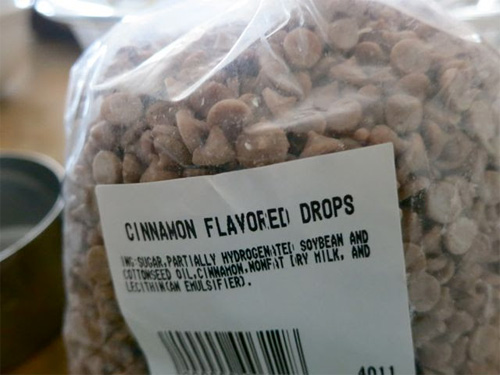 CINNAMON FLAVORED DROPS
ING-SUGAR,PARTIALLY HYDROGENATED SOYBEAN AND
COTTONSEED OIL,CINNAMON,NONFAT DRY MILK, AND
LECITHIN(AN EMULSIFIER).
4011